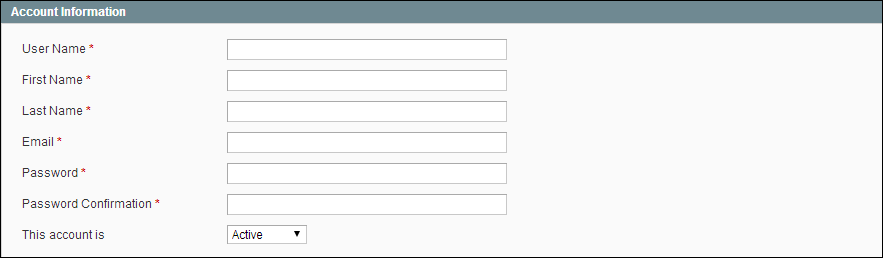 Account Information
User Name *
First Name *
Last Name *
Email *
Password *
Password Confirmation *
This account is Active